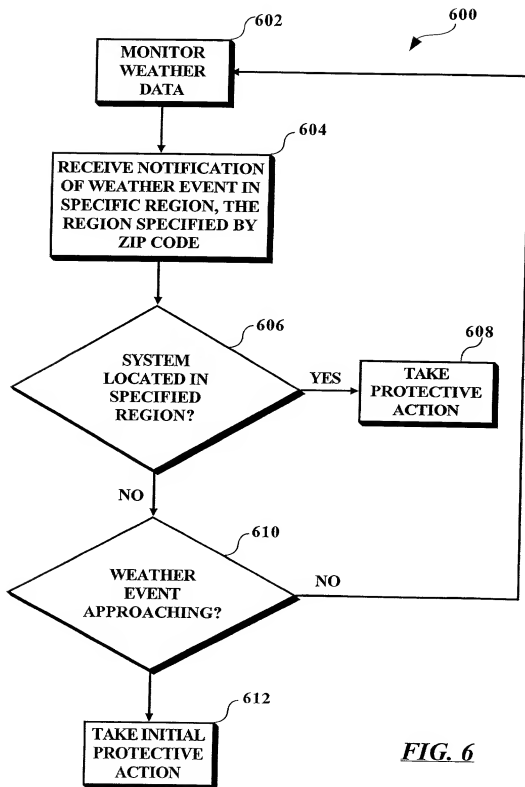 602
600
MONITOR
WEATHER
DATA
604
RECEIVE NOTIFICATION
OF WEATHER EVENT IN
SPECIFIC REGION, THE
REGION SPECIFIED BY
ZIP CODE
606
SYSTEM
LOCATED IN
SPECIFIED
REGION?
YES
608
TAKE
PROTECTIVE
ACTION
NO
610
WEATHER
EVENT
APPROACHING?
NO
612
TAKE INITIAL
PROTECTIVE
ACTION
FIG. 6